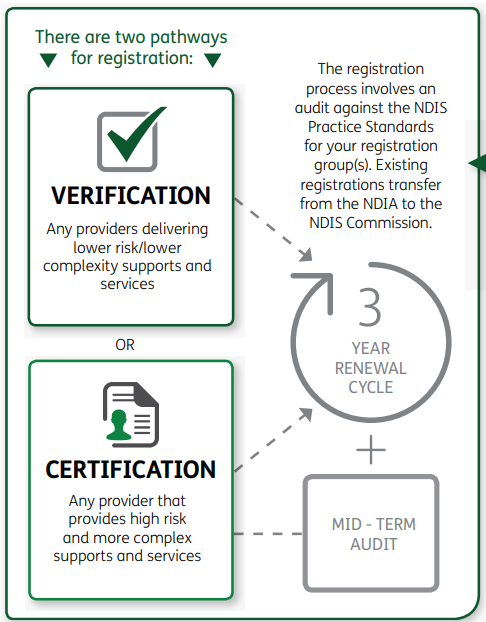 There are two pathways
for registration:
VERIFICATION
Any providers delivering
lower risk/lower
complexity supports and
services
OR
CERTIFICATION
Any provider that
provides high risk
and more complex
supports and services
The registration
process involves an
audit against the NDIS
Practice Standards
for your registration
group(s). Existing
registrations transfer
from the NDIA to the
NDIS Commission.
3
YEAR
RENEWAL
CYCLE
+
MID - TERM
AUDIT